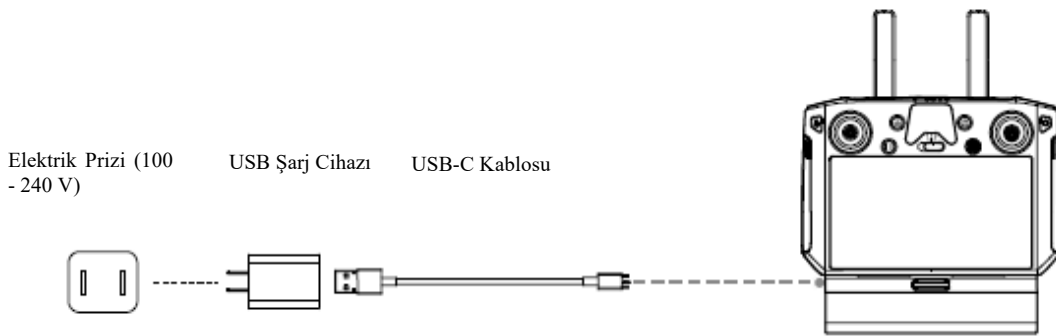 Elektrik Prizi (100
- 240 V)
USB Şarj Cihazı
USB-C Kablosu